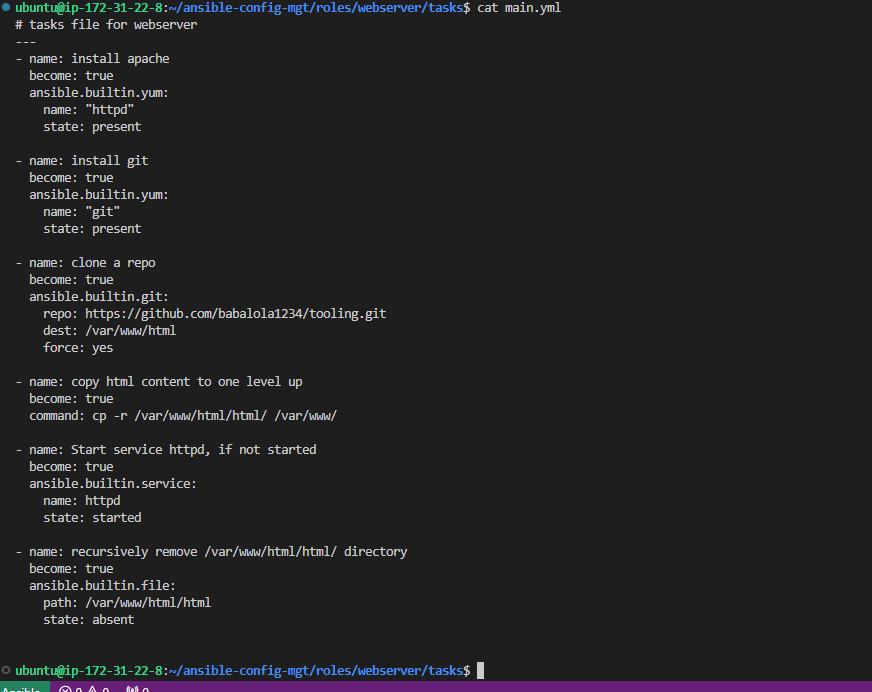 ubuntu@ip-172-31-22-8:~/ansible-config-mgt/roles/webserver/tasks$ cat main.yml
# tasks file for webserver
---
- name: install apache
  become: true
  ansible.builtin.yum:
    name: "httpd"
    state: present

- name: install git
  become: true
  ansible.builtin.yum:
    name: "git"
    state: present

- name: clone a repo
  become: true
  ansible.builtin.git:
    repo: https://github.com/babalola1234/tooling.git
    dest: /var/www/html
    force: yes

- name: copy html content to one level up
  become: true
  command: cp -r /var/www/html/html/ /var/www/

- name: Start service httpd, if not started
  become: true
  ansible.builtin.service:
    name: httpd
    state: started

- name: recursively remove /var/www/html/html/ directory
  become: true
  ansible.builtin.file:
    path: /var/www/html/html
    state: absent

ubuntu@ip-172-31-22-8:~/ansible-config-mgt/roles/webserver/tasks$
Ansible 0 0 0